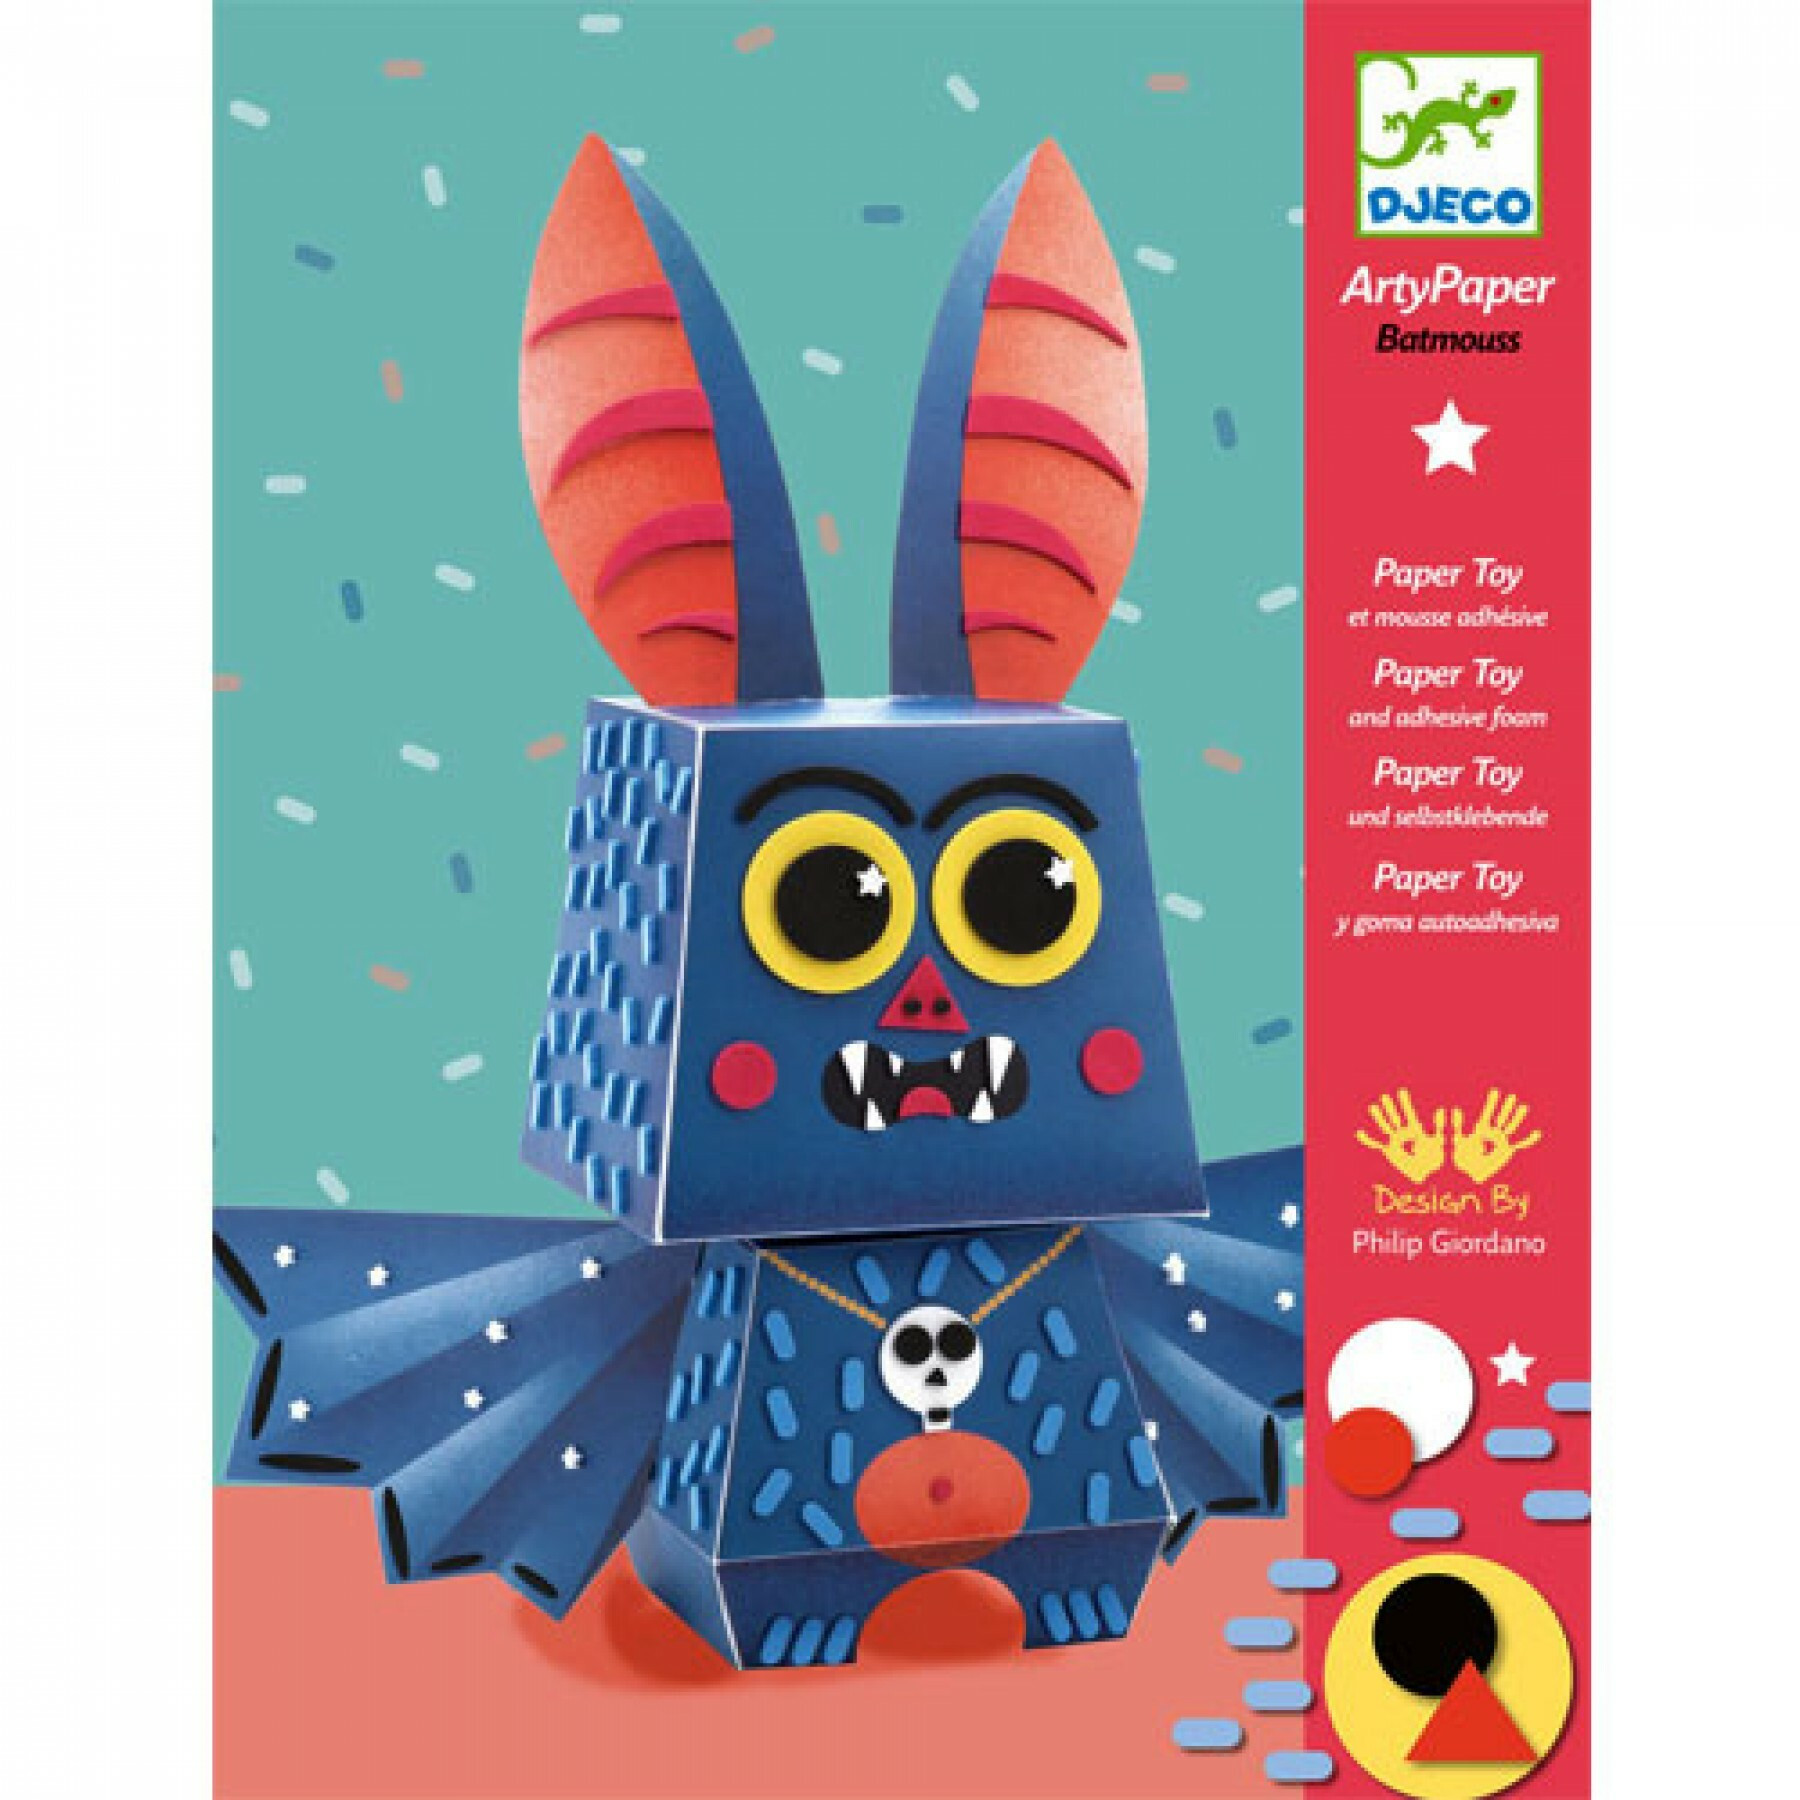 DJECO
ArtyPaper
Batmouss
Paper Toy
et mousse adhésive
Paper Toy
and adhesive foam
Paper Toy
und selbstklebende
Paper Toy
y goma autoadhesiva
Design By
Philip Giordano